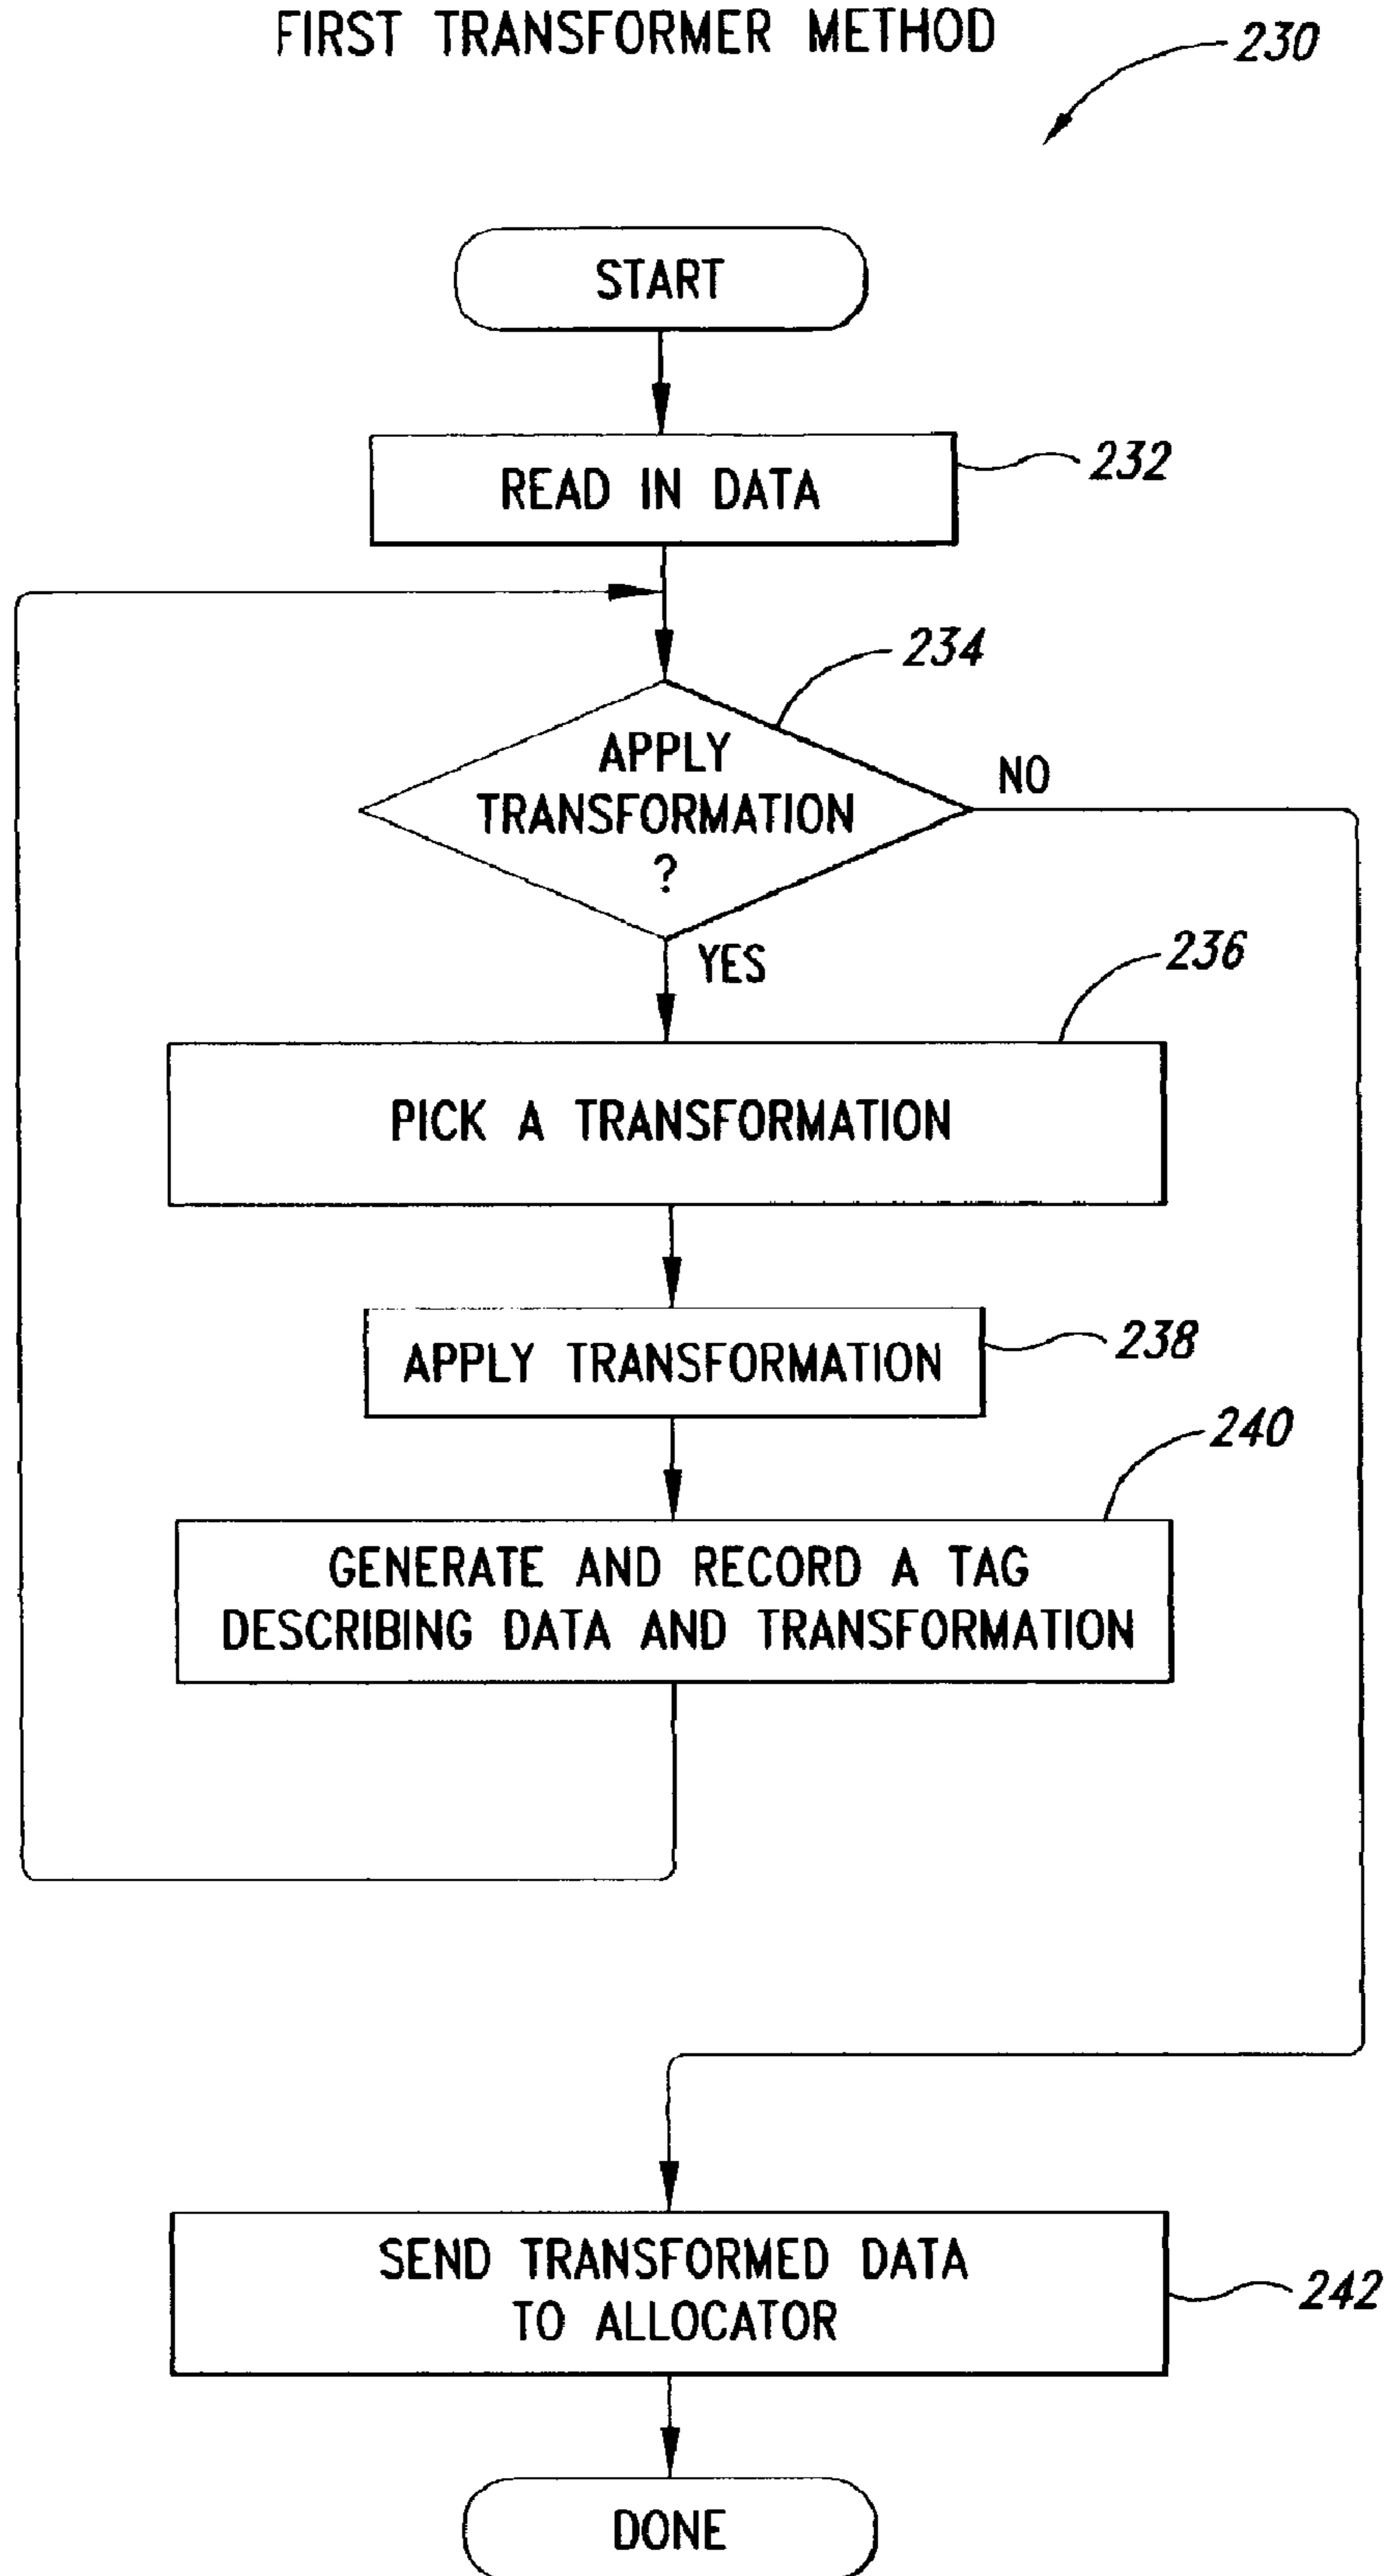 FIRST TRANSFORMER METHOD
230
START
READ IN DATA
232
234
APPLY
TRANSFORMATION
?
NO
YES
236
PICK A TRANSFORMATION
APPLY TRANSFORMATION
238
240
GENERATE AND RECORD A TAG
DESCRIBING DATA AND TRANSFORMATION
SEND TRANSFORMED DATA
TO ALLOCATOR
242
DONE